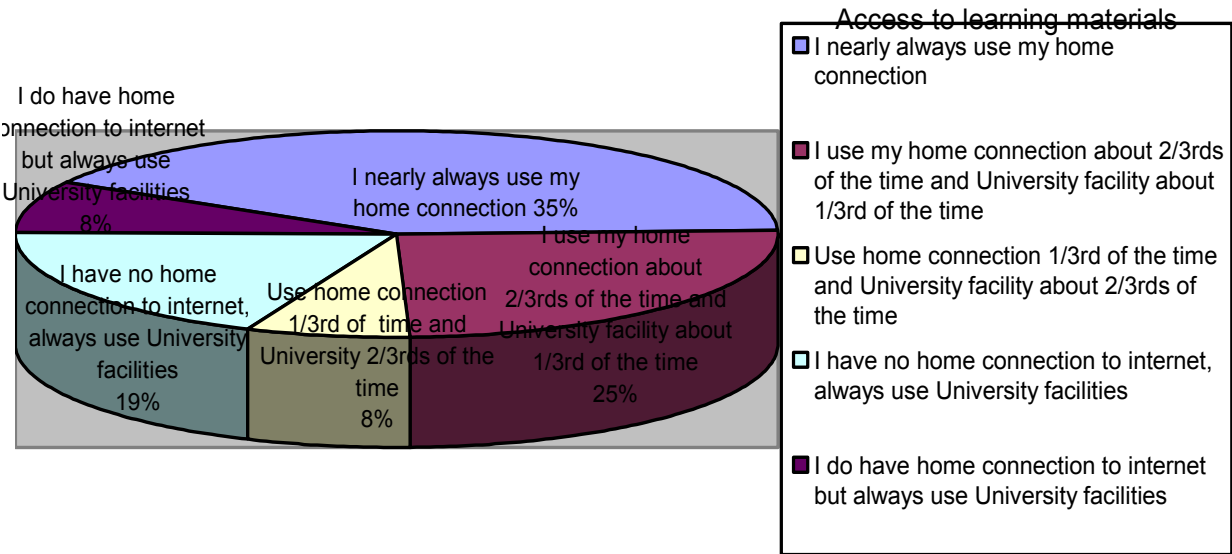 Access to learning materials
I do have home
onnection to internet
but always use
University facilities
8%
I nearly always use my
home connection 35%
I use my home
connection about
2/3rds of the time and
University facility about
1/3rd of the time
25%
Use home connection
1/3rd of time and
University 2/3rds of the
time
8%
I have no home
connection to internet,
always use University
facilities
19%
I nearly always use my home
connection
I use my home connection about 2/3rds
of the time and University facility about
1/3rd of the time
Use home connection 1/3rd of the time
and University facility about 2/3rds of
the time
I have no home connection to internet,
always use University facilities
I do have home connection to internet
but always use University facilities